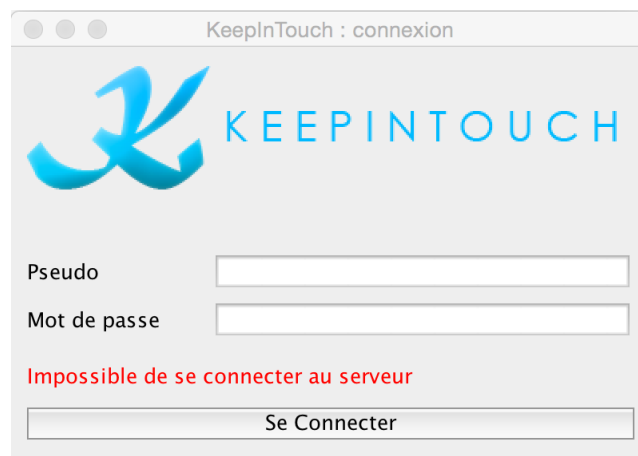 KeepInTouch : connexion
KEEPINTOUCH
Pseudo
Mot de passe
Impossible de se connecter au serveur
Se Connecter